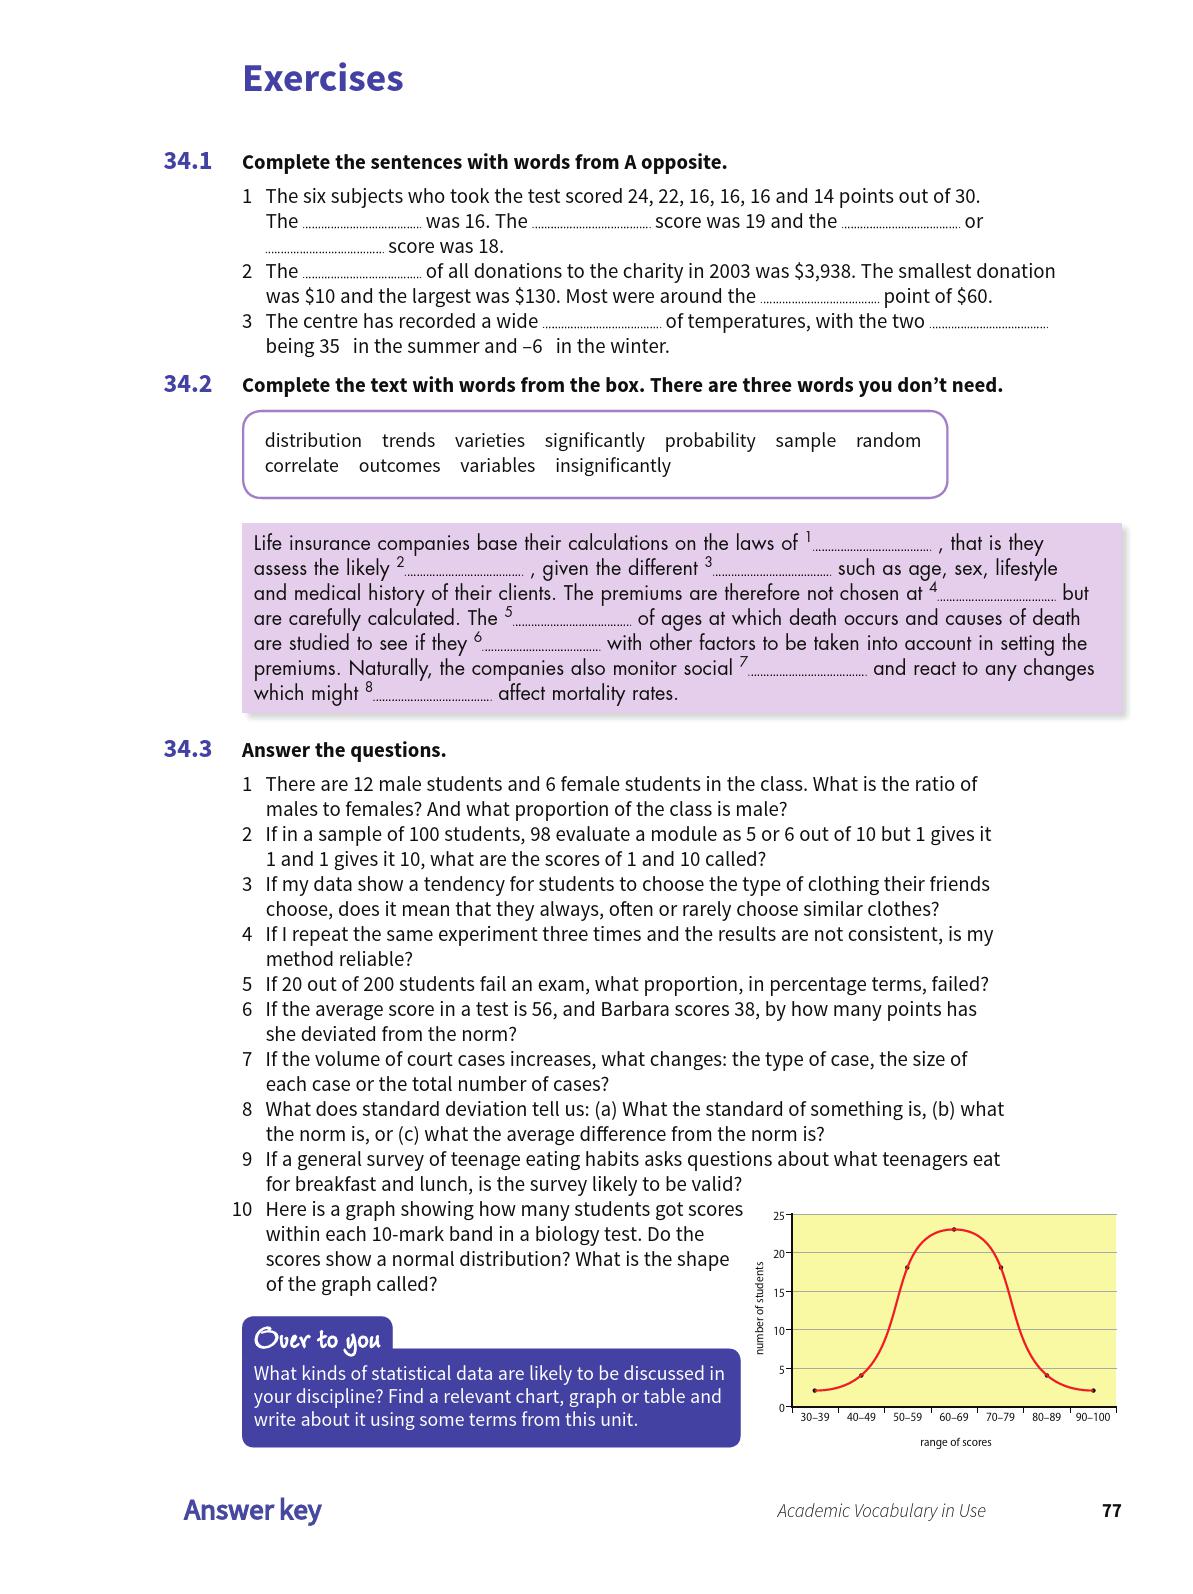 Exercises
34.1 Complete the sentences with words from A opposite.
1 The six subjects who took the test scored 24, 22, 16, 16, 16 and 14 points out of 30.
The ........................................ was 16. The ........................................ score was 19 and the ........................................ or
........................................ score was 18.
2 The ........................................ of all donations to the charity in 2003 was $3,938. The smallest donation
was $10 and the largest was $130. Most were around the ........................................ point of $60.
3 The centre has recorded a wide ........................................ of temperatures, with the two ........................................
being 35 in the summer and –6 in the winter.
34.2 Complete the text with words from the box. There are three words you don’t need.
distribution trends varieties significantly probability sample random
correlate outcomes variables insignificantly
Life insurance companies base their calculations on the laws of 1........................................ , that is they
assess the likely 2........................................ , given the different 3........................................ such as age, sex, lifestyle
and medical history of their clients. The premiums are therefore not chosen at 4........................................ but
are carefully calculated. The 5........................................ of ages at which death occurs and causes of death
are studied to see if they 6........................................ with other factors to be taken into account in setting the
premiums. Naturally, the companies also monitor social 7........................................ and react to any changes
which might 8........................................ affect mortality rates.
34.3 Answer the questions.
1 There are 12 male students and 6 female students in the class. What is the ratio of
males to females? And what proportion of the class is male?
2 If in a sample of 100 students, 98 evaluate a module as 5 or 6 out of 10 but 1 gives it
1 and 1 gives it 10, what are the scores of 1 and 10 called?
3 If my data show a tendency for students to choose the type of clothing their friends
choose, does it mean that they always, often or rarely choose similar clothes?
4 If I repeat the same experiment three times and the results are not consistent, is my
method reliable?
5 If 20 out of 200 students fail an exam, what proportion, in percentage terms, failed?
6 If the average score in a test is 56, and Barbara scores 38, by how many points has
she deviated from the norm?
7 If the volume of court cases increases, what changes: the type of case, the size of
each case or the total number of cases?
8 What does standard deviation tell us: (a) What the standard of something is, (b) what
the norm is, or (c) what the average difference from the norm is?
9 If a general survey of teenage eating habits asks questions about what teenagers eat
for breakfast and lunch, is the survey likely to be valid?
10 Here is a graph showing how many students got scores
within each 10-mark band in a biology test. Do the
scores show a normal distribution? What is the shape
of the graph called?
25
20
15
10
5
0
number of students
30–39 40–49 50–59 60–69 70–79 80–89 90–100
range of scores
Over to you
What kinds of statistical data are likely to be discussed in
your discipline? Find a relevant chart, graph or table and
write about it using some terms from this unit.
Answer key
Academic Vocabulary in Use 77